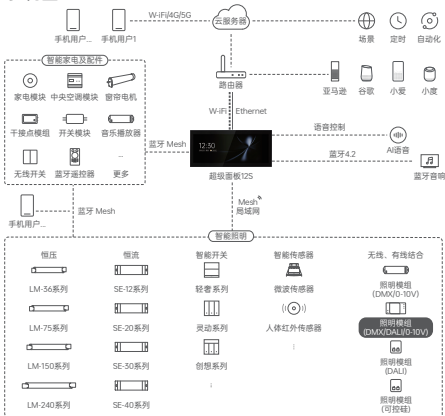 W-iFi/4G/5G
云服务器
手机用户...
手机用户1
场景
定时
自动化
智能家电及配件
家电模块
中央空调模块
窗帘电机
路由器
亚马逊
谷歌
小爱
小度
干接点模组
开关模块
音乐播放器
W-iFi
Ethernet
语音控制
12:30
AI语音
蓝牙 Mesh
蓝牙4.2
无线开关
蓝牙遥控器
更多
超级面板12S
蓝牙音响
Mesh
局域网
手机用户...
蓝牙 Mesh
智能照明
恒压
恒流
智能开关
智能传感器
无线、有线结合
LM-36系列
SE-12系列
轻奢系列
微波传感器
照明模组
(DMX/0-10V)
LM-75系列
SE-20系列
灵动系列
人体红外传感器
照明模组
(DMX/DALI/0-10V)
LM-150系列
SE-30系列
创想系列
照明模组
(DALI)
LM-240系列
SE-40系列
照明模组
(可控硅)